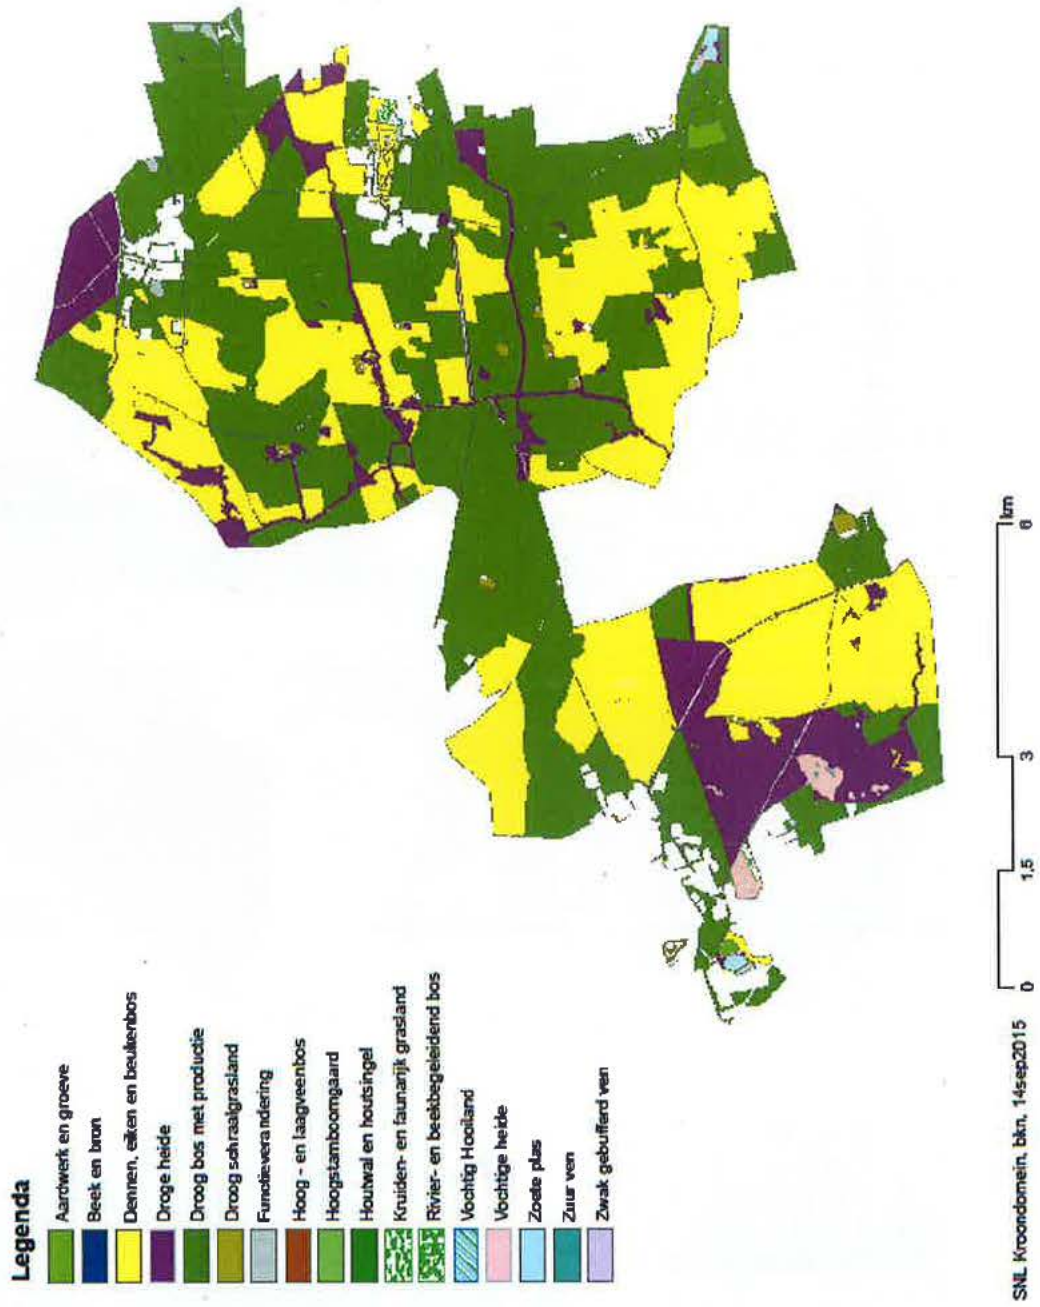 Legenda
Aardwerk en groeve
Beek en bron
Dennen, eiken en beukenbos
Droge heide
Droog bos met productie
Droog schraalgrasland
Functieverandering
Hoog - en laagveenbos
Hoogstamboomgaard
Houtwal en houtsingel
Kruiden- en faunarijk grasland
Rivier- en beekbegeleidend bos
Vochtig Hooiland
Vochtige heide
Zoete plas
Zuur ven
Zwak gebufferd ven
0 1,5 3 6
km
SNL Kroondomein, bkn, 14sep2015